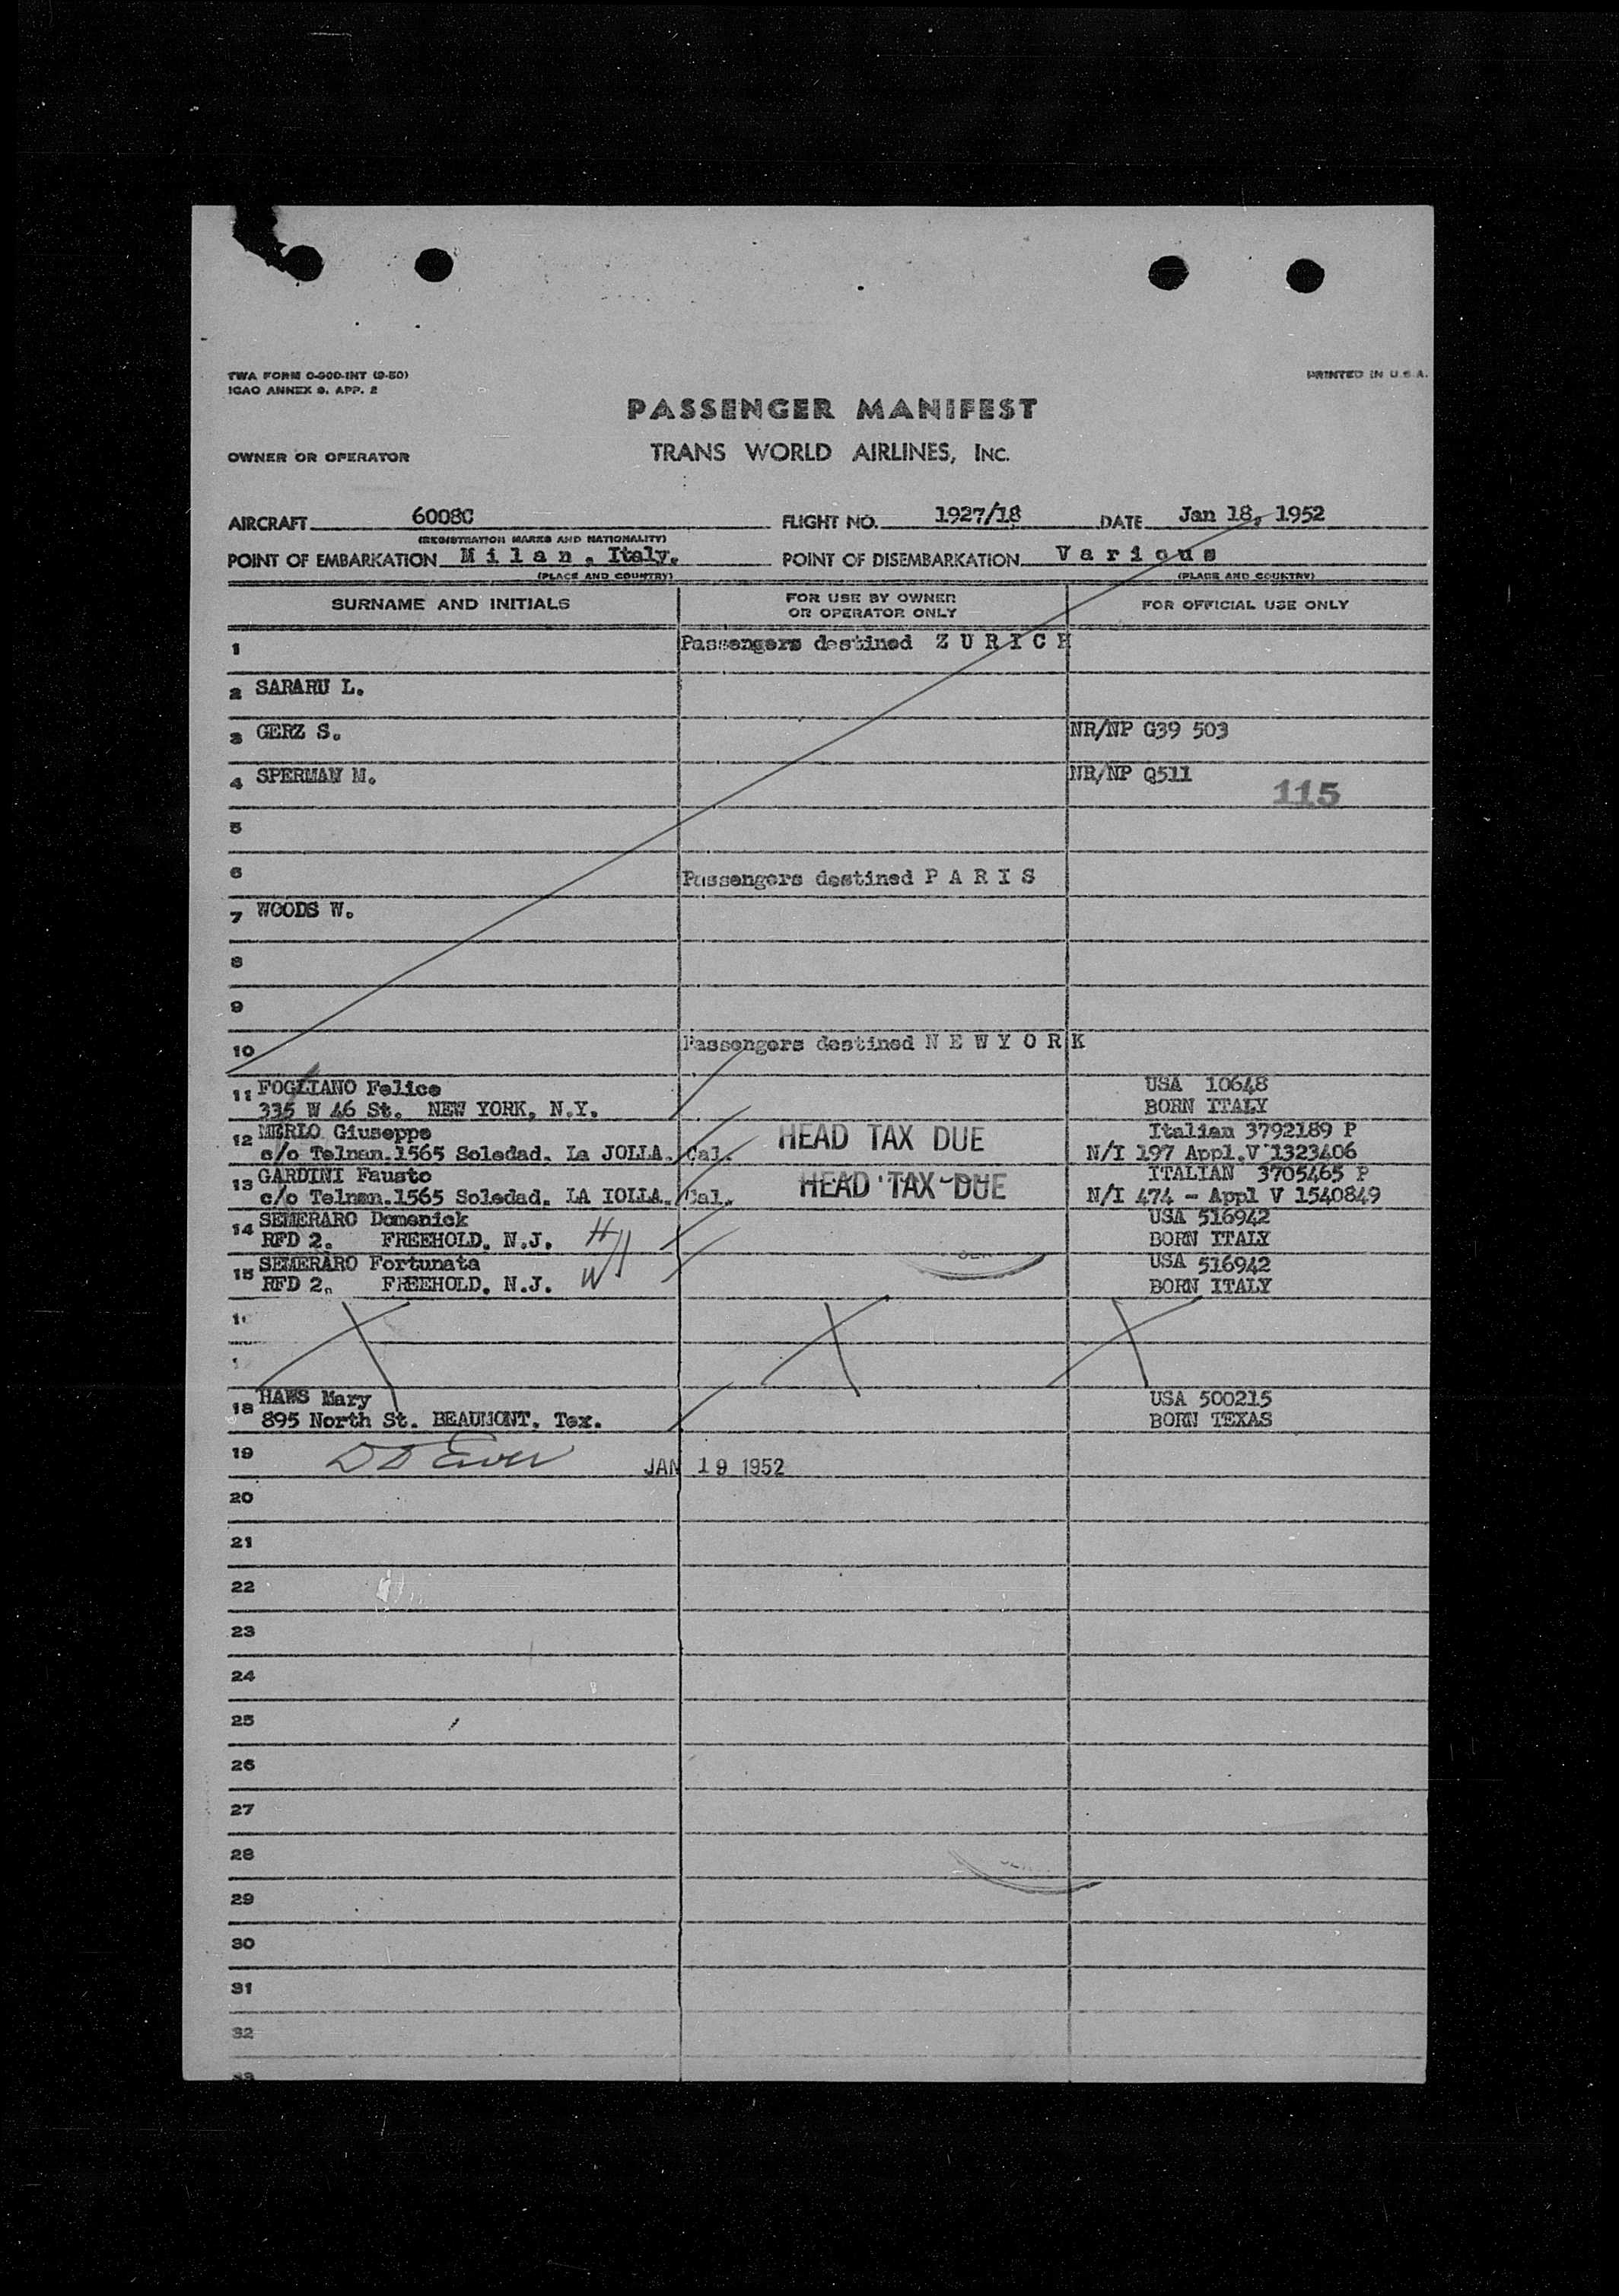 TWA FORM O-90D-INT (9-50)
ICAO ANNEX 9. APP. 2
PRINTED IN U.S.A.
PASSENGER MANIFEST
OWNER OR OPERATOR
TRANS WORLD AIRLINES, INC.
AIRCRAFT 6008C FLIGHT NO. 1927/18 DATE Jan 18, 1952
(REGISTRATION MARKS AND NATIONALITY)
POINT OF EMBARKATION M i l a n , Italy. POINT OF DISEMBARKATION V a r i o u s
(PLACE AND COUNTRY) (PLACE AND COUNTRY)
SURNAME AND INITIALS FOR USE BY OWNER OR OPERATOR ONLY FOR OFFICIAL USE ONLY
1 Passengers destined Z U R I C H
2 SARARU L.
3 GERZ S. NR/NP G39 503
4 SPERMAN M. NR/NP Q511
115
5
6 Passengers destined P A R I S
7 WOODS W.
8
9
10 Passengers destined N E W Y O R K
11 FOGLIANO Felice USA 10648
335 W 46 St. NEW YORK, N.Y. BORN ITALY
12 MERLO Giuseppe HEAD TAX DUE Italian 3792189 P
c/o Telnan.1565 Soledad. La JOLLA. Cal. N/I 197 Appl.V 1323406
13 GARDINI Fausto HEAD TAX DUE ITALIAN 3705465 P
c/o Telnan.1565 Soledad. LA IOLLA. Cal. N/I 474 - Appl V 1540849
14 SEMERARO Domenick USA 516942
RFD 2. FREEHOLD, N.J. H BORN ITALY
15 SEMERARO Fortunata USA 516942
RFD 2. FREEHOLD, N.J. W BORN ITALY
18 HAWS Mary USA 500215
895 North St. BEAUMONT, Tex. BORN TEXAS
19 JAN 19 1952
20
21
22
23
24
25
26
27
28
29
30
31
32
33